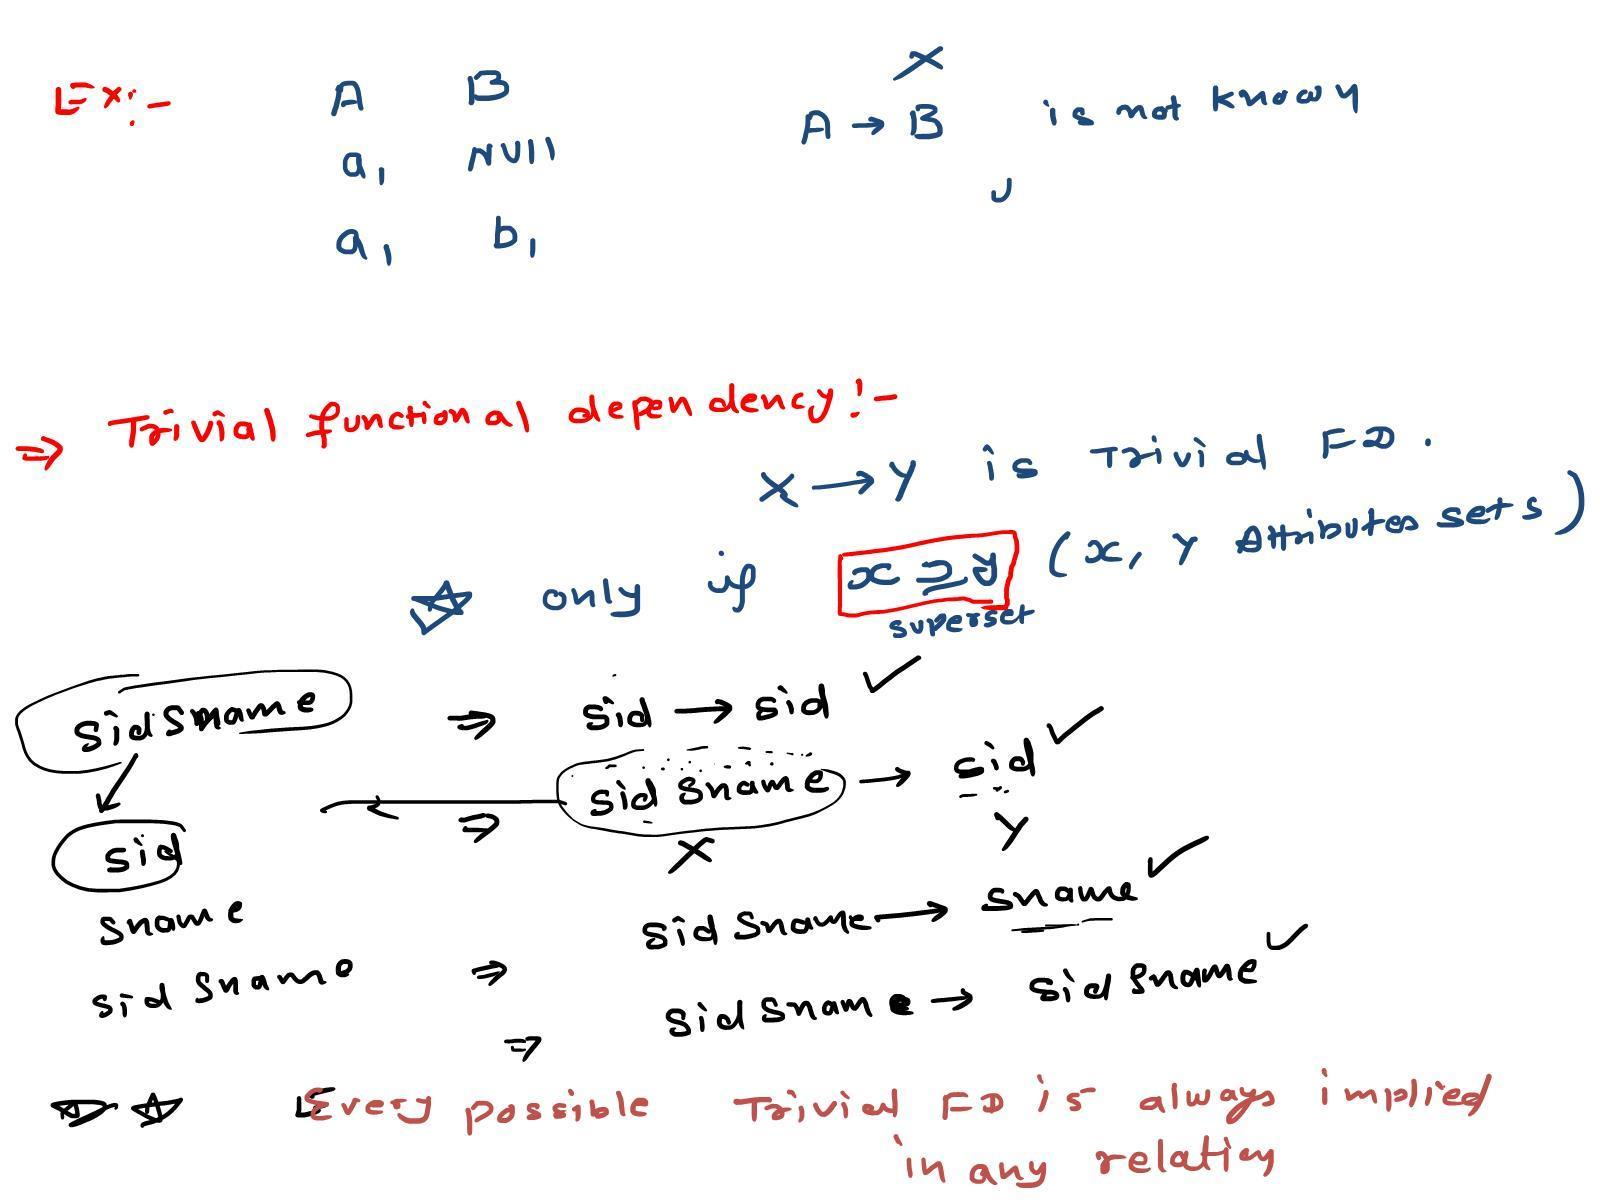 Ex:- A B X
A → B is not known
a1 NULL
a1 b1
⇒ Trivial functional dependency:-
X → Y is Trivial FD.
☆ only if x ⊇ y (x, y Attributes sets)
superset
Sid Sname ⇒ Sid → Sid ✓
⇒ Sid Sname → Sid ✓
Sid X Y
Sname Sid Sname → Sname ✓
Sid Sname ⇒ Sid Sname → Sid Sname ✓
⇒
☆☆ Every possible Trivial FD is always implied
in any relation